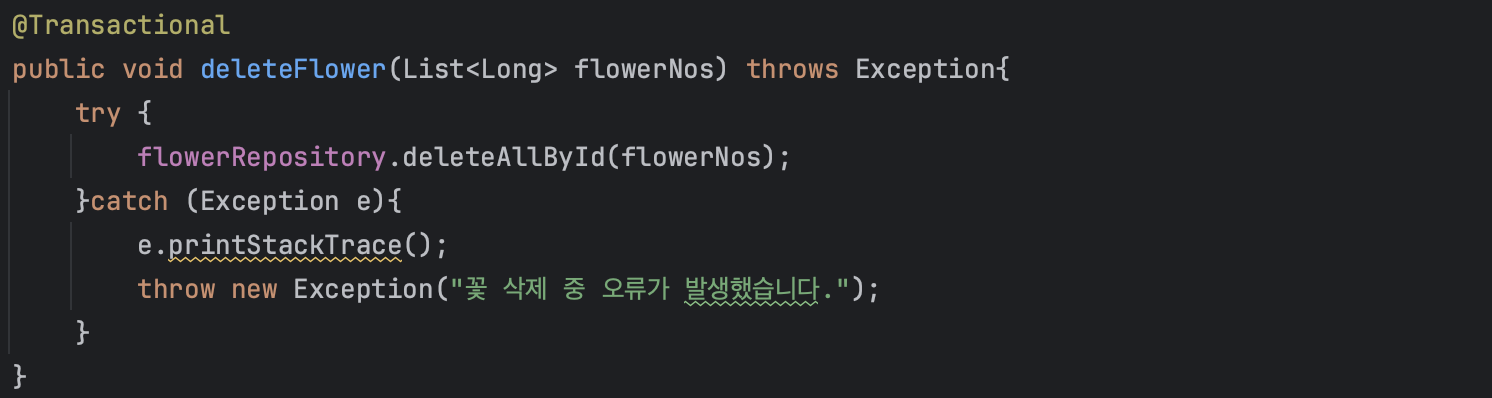 @Transactional
public void deleteFlower(List<Long> flowerNos) throws Exception{
try {
flowerRepository.deleteAllById(flowerNos);
}catch (Exception e){
e.printStackTrace();
throw new Exception("꽃 삭제 중 오류가 발생했습니다.");
}
}